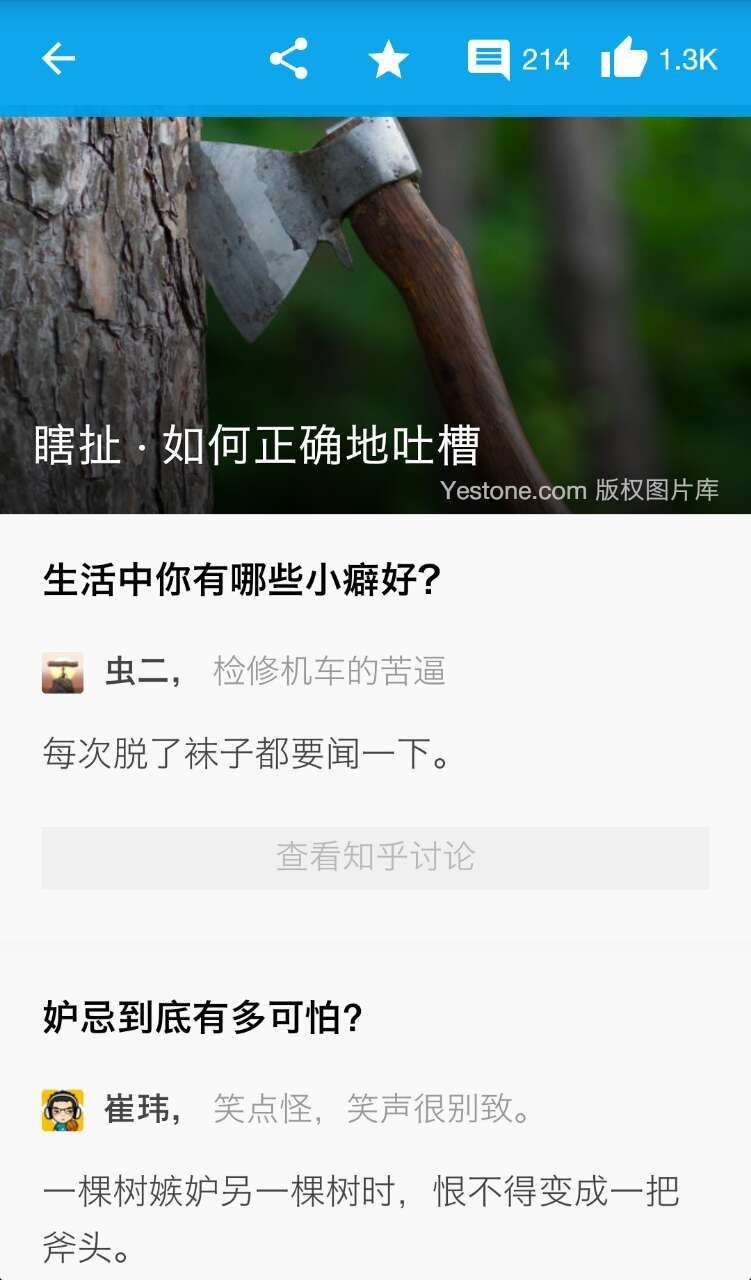 214
1.3K
瞎扯 · 如何正确地吐槽
Yestone.com 版权图片库
生活中你有哪些小癖好?
虫二， 检修机车的苦逼
每次脱了袜子都要闻一下。
查看知乎讨论
妒忌到底有多可怕?
崔玮， 笑点怪，笑声很别致。
一棵树嫉妒另一棵树时，恨不得变成一把
斧头。